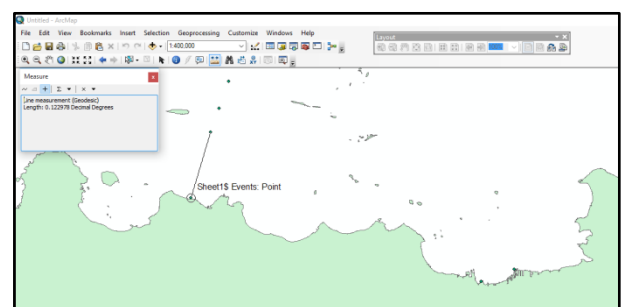 Untitled - ArcMap
File Edit View Bookmarks Insert Selection Geoprocessing Customize Windows Help
1:400,000
Layout
Measure
Line measurement (Geodesic)
Length: 0.122978 Decimal Degrees
Sheet1$ Events: Point